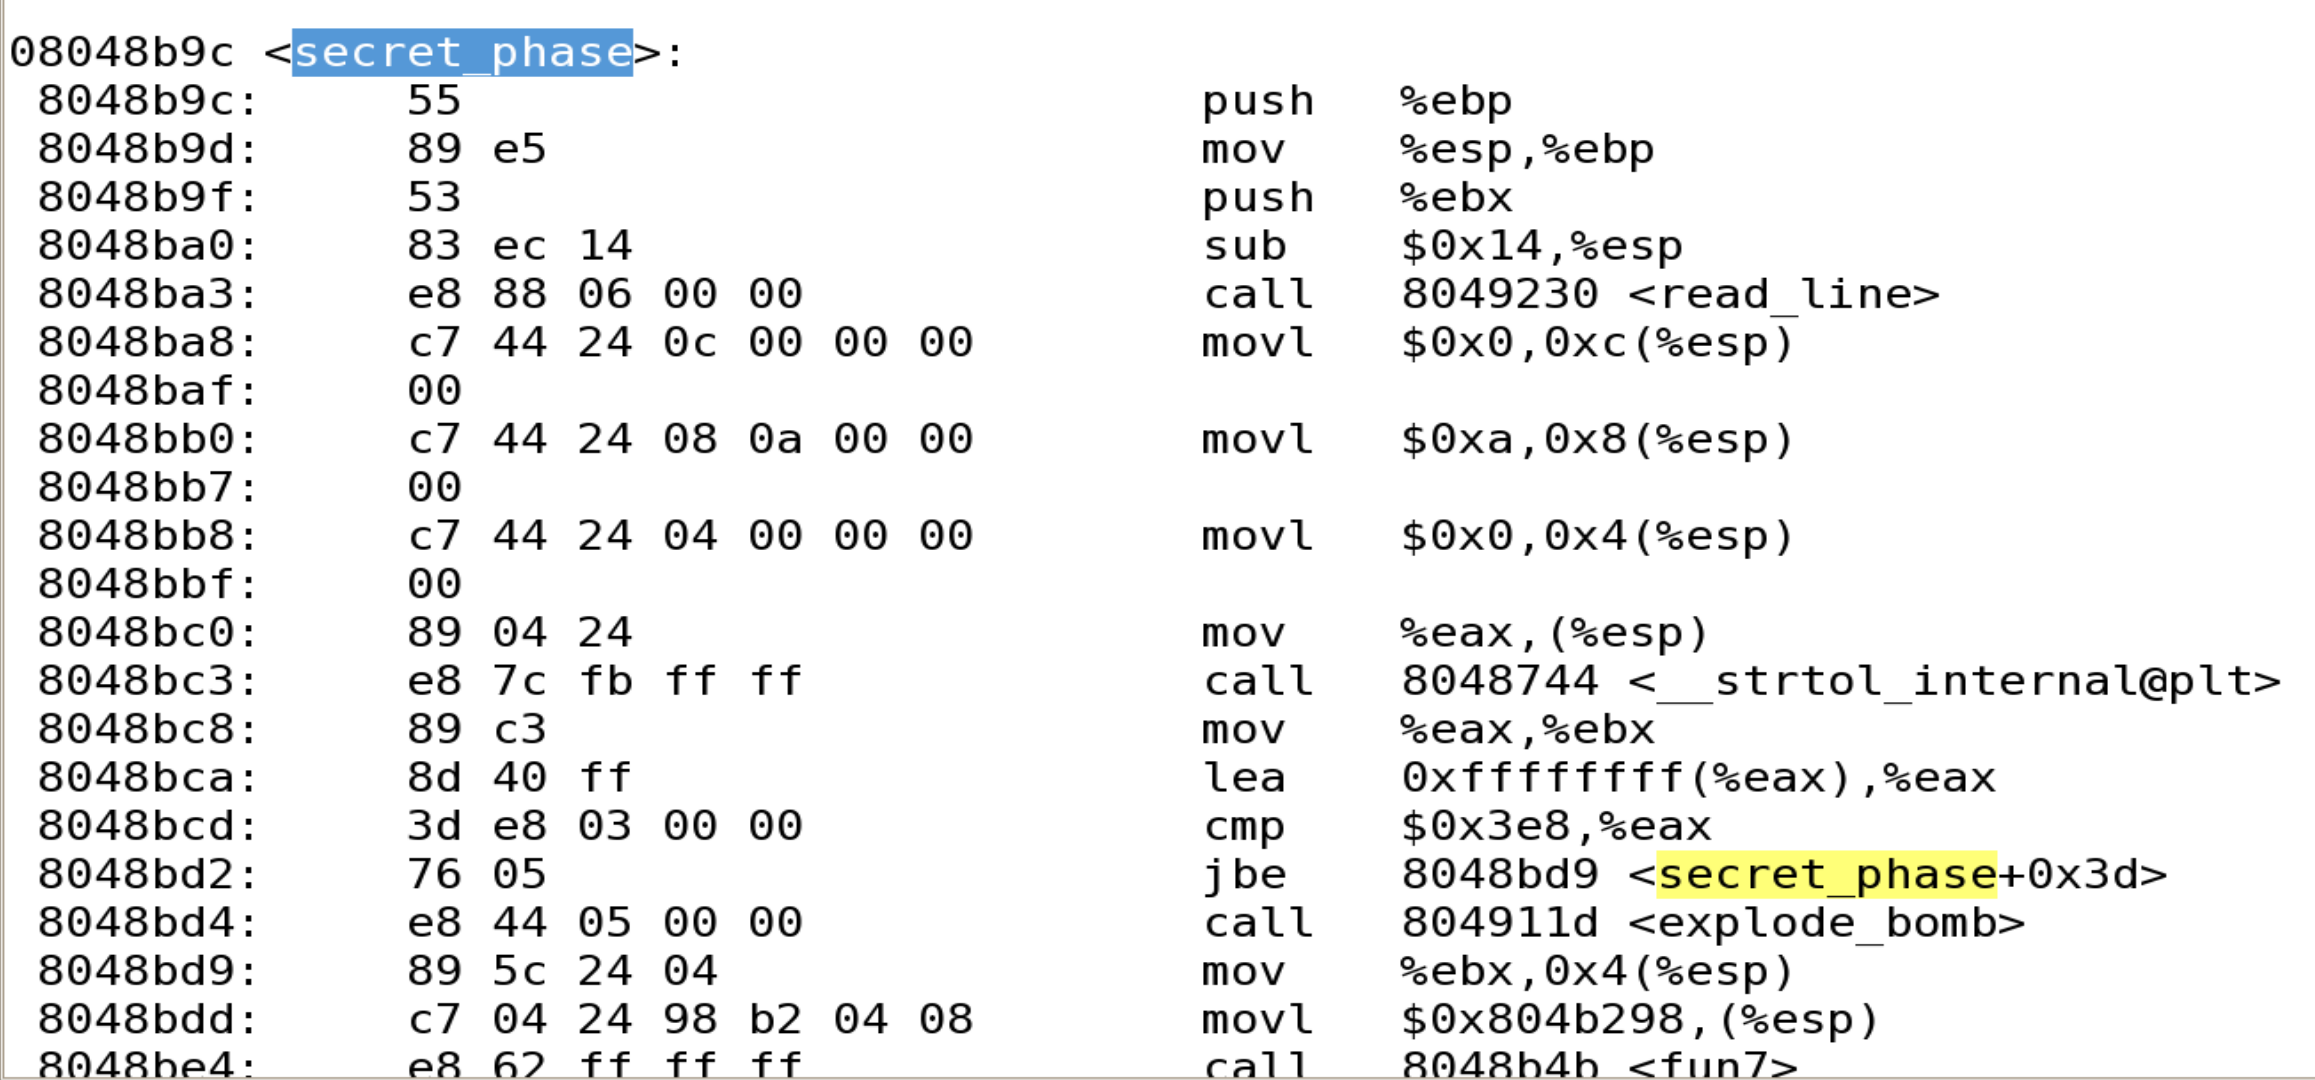 08048b9c <secret_phase>:
8048b9c: 55 push %ebp
8048b9d: 89 e5 mov %esp,%ebp
8048b9f: 53 push %ebx
8048ba0: 83 ec 14 sub $0x14,%esp
8048ba3: e8 88 06 00 00 call 8049230 <read_line>
8048ba8: c7 44 24 0c 00 00 00 movl $0x0,0xc(%esp)
8048baf: 00
8048bb0: c7 44 24 08 0a 00 00 movl $0xa,0x8(%esp)
8048bb7: 00
8048bb8: c7 44 24 04 00 00 00 movl $0x0,0x4(%esp)
8048bbf: 00
8048bc0: 89 04 24 mov %eax,(%esp)
8048bc3: e8 7c fb ff ff call 8048744 <__strtol_internal@plt>
8048bc8: 89 c3 mov %eax,%ebx
8048bca: 8d 40 ff lea 0xffffffff(%eax),%eax
8048bcd: 3d e8 03 00 00 cmp $0x3e8,%eax
8048bd2: 76 05 jbe 8048bd9 <secret_phase+0x3d>
8048bd4: e8 44 05 00 00 call 804911d <explode_bomb>
8048bd9: 89 5c 24 04 mov %ebx,0x4(%esp)
8048bdd: c7 04 24 98 b2 04 08 movl $0x804b298,(%esp)
8048be4: e8 62 ff ff ff call 8048b4b <fun7>